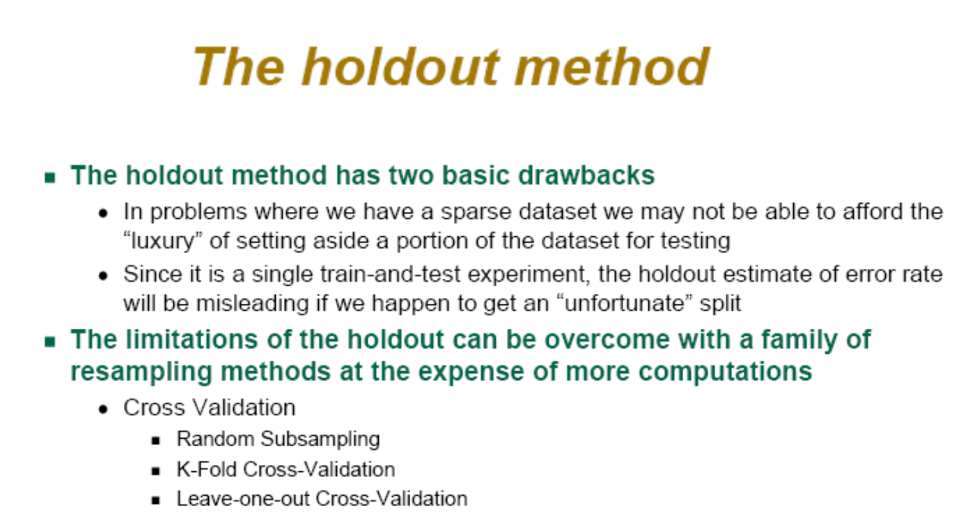 The holdout method
▪ The holdout method has two basic drawbacks
• In problems where we have a sparse dataset we may not be able to afford the
“luxury” of setting aside a portion of the dataset for testing
• Since it is a single train-and-test experiment, the holdout estimate of error rate
will be misleading if we happen to get an “unfortunate” split
▪ The limitations of the holdout can be overcome with a family of
resampling methods at the expense of more computations
• Cross Validation
▪ Random Subsampling
▪ K-Fold Cross-Validation
▪ Leave-one-out Cross-Validation